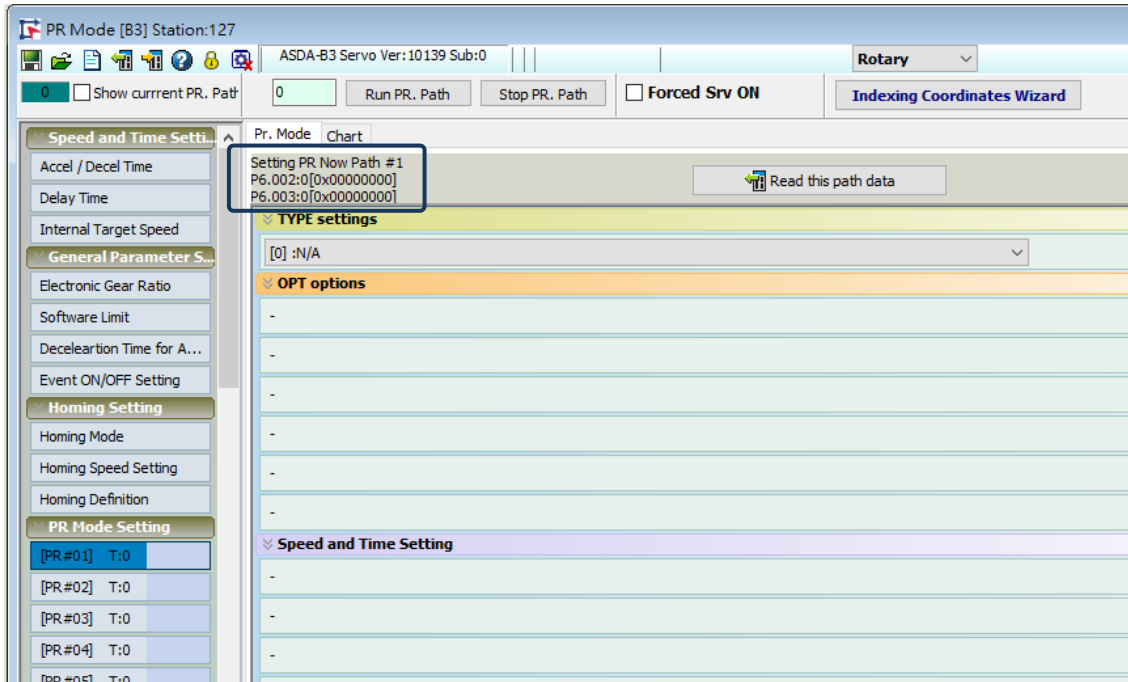 PR Mode [B3] Station:127
ASDA-B3 Servo Ver:10139 Sub:0
Rotary
0
Show currrent PR. Path
0
Run PR. Path
Stop PR. Path
Forced Srv ON
Indexing Coordinates Wizard
Speed and Time Setti...
Accel / Decel Time
Delay Time
Internal Target Speed
General Parameter S...
Electronic Gear Ratio
Software Limit
Deceleartion Time for A...
Event ON/OFF Setting
Homing Setting
Homing Mode
Homing Speed Setting
Homing Definition
PR Mode Setting
[PR#01] T:0
[PR#02] T:0
[PR#03] T:0
[PR#04] T:0
[PR#05] T:0
Pr. Mode
Chart
Setting PR Now Path #1
P6.002:0[0x00000000]
P6.003:0[0x00000000]
Read this path data
TYPE settings
[0] :N/A
OPT options
-
-
-
-
-
-
Speed and Time Setting
-
-
-